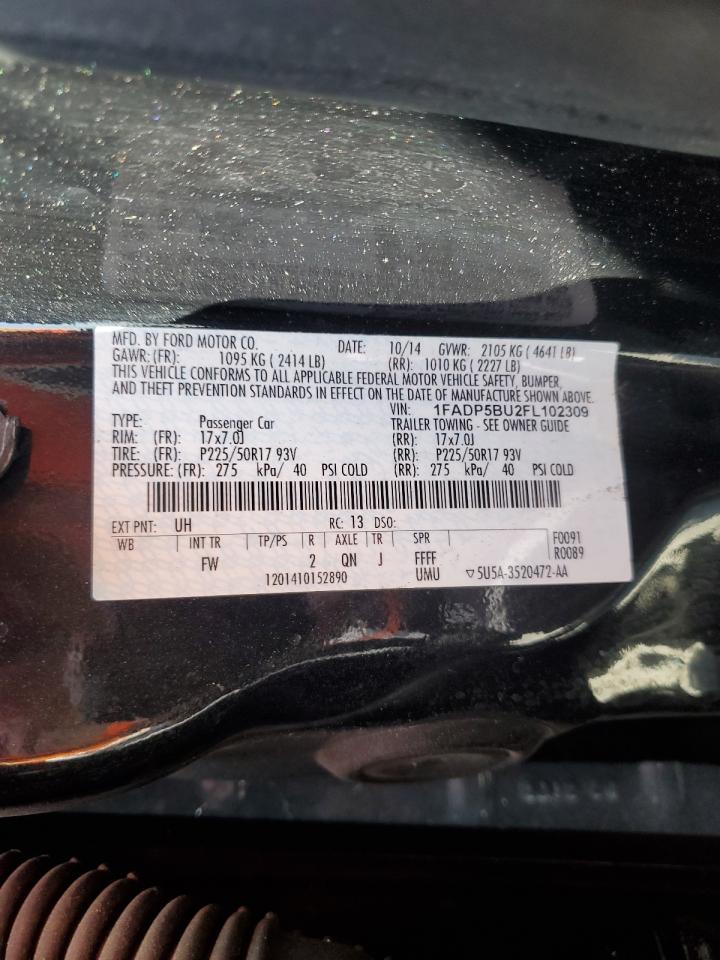 MFD. BY FORD MOTOR CO. DATE: 10/14 GVWR: 2105 KG ( 4641 LB)
GAWR: (FR): 1095 KG ( 2414 LB) (RR): 1010 KG ( 2227 LB)
THIS VEHICLE CONFORMS TO ALL APPLICABLE FEDERAL MOTOR VEHICLE SAFETY, BUMPER,
AND THEFT PREVENTION STANDARDS IN EFFECT ON THE DATE OF MANUFACTURE SHOWN ABOVE.
VIN: 1FADP5BU2FL102309
TYPE: Passenger Car TRAILER TOWING - SEE OWNER GUIDE
RIM: (FR): 17x7.0J (RR): 17x7.0J
TIRE: (FR): P225/50R17 93V (RR): P225/50R17 93V
PRESSURE: (FR): 275 kPa/ 40 PSI COLD (RR): 275 kPa/ 40 PSI COLD
EXT PNT: UH RC: 13 DSO:
WB INT TR TP/PS R AXLE TR SPR F0091
FW 2 QN J FFFF R0089
1201410152890 UMU ▽5U5A-3520472-AA